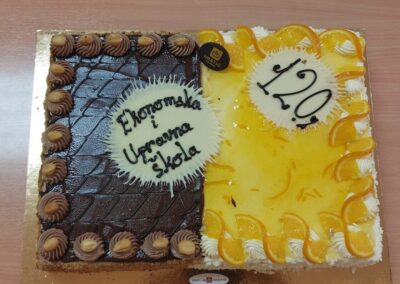 Ekonomska
i
Upravna
škola
120.